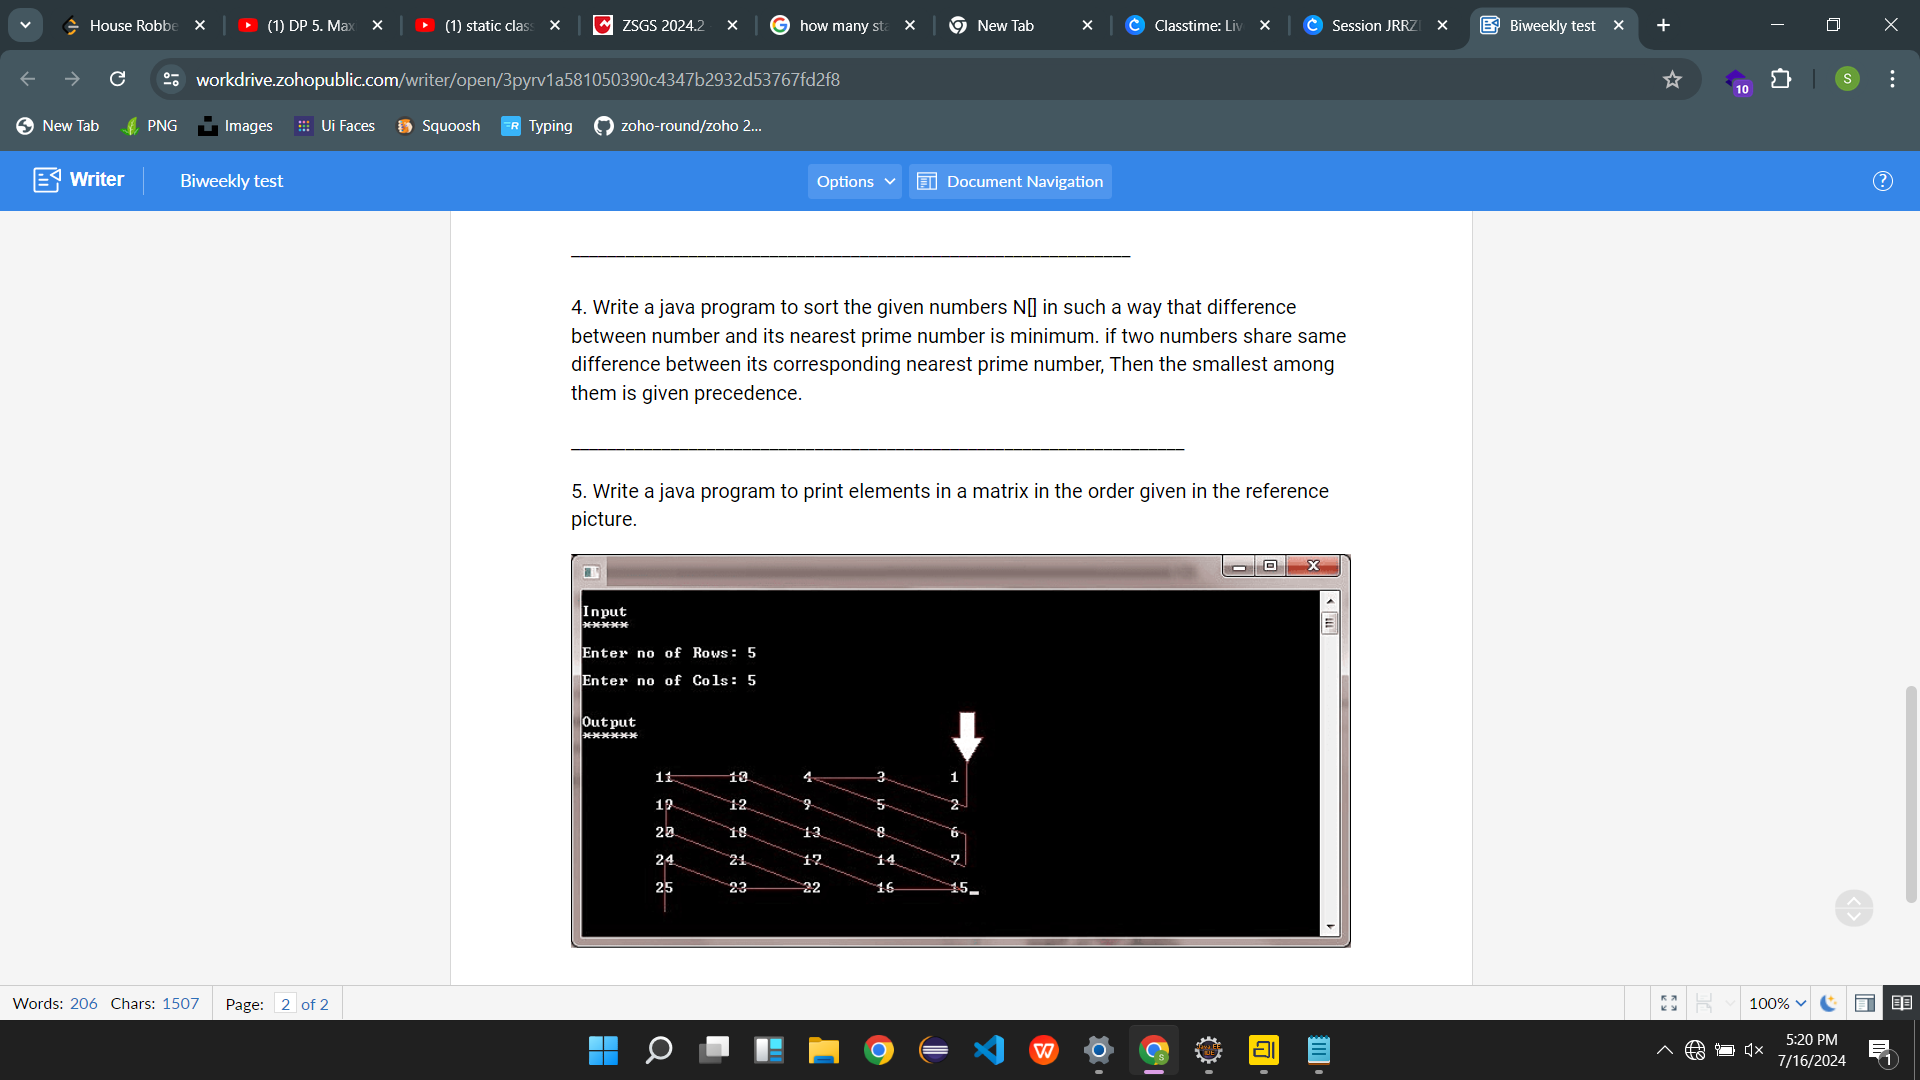 House Robbe
(1) DP 5. Max
(1) static clas
ZSGS 2024.2
how many sta
New Tab
Classtime: Liv
Session JRRZ
Biweekly test
workdrive.zohopublic.com/writer/open/3pyrv1a581050390c4347b2932d53767fd2f8
S
10
New Tab
PNG
Images
Ui Faces
Squoosh
Typing
zoho-round/zoho 2...
Writer
Biweekly test
Options
Document Navigation
4. Write a java program to sort the given numbers N[] in such a way that difference
between number and its nearest prime number is minimum. if two numbers share same
difference between its corresponding nearest prime number, Then the smallest among
them is given precedence.
5. Write a java program to print elements in a matrix in the order given in the reference
picture.
Input
*****
Enter no of Rows: 5
Enter no of Cols: 5
Output
******
11 10 4 3 1
19 12 9 5 2
20 18 13 8 6
24 21 17 14 7
25 23 22 16 15
Words: 206 Chars: 1507 Page: 2 of 2
100%
5:20 PM
7/16/2024
1